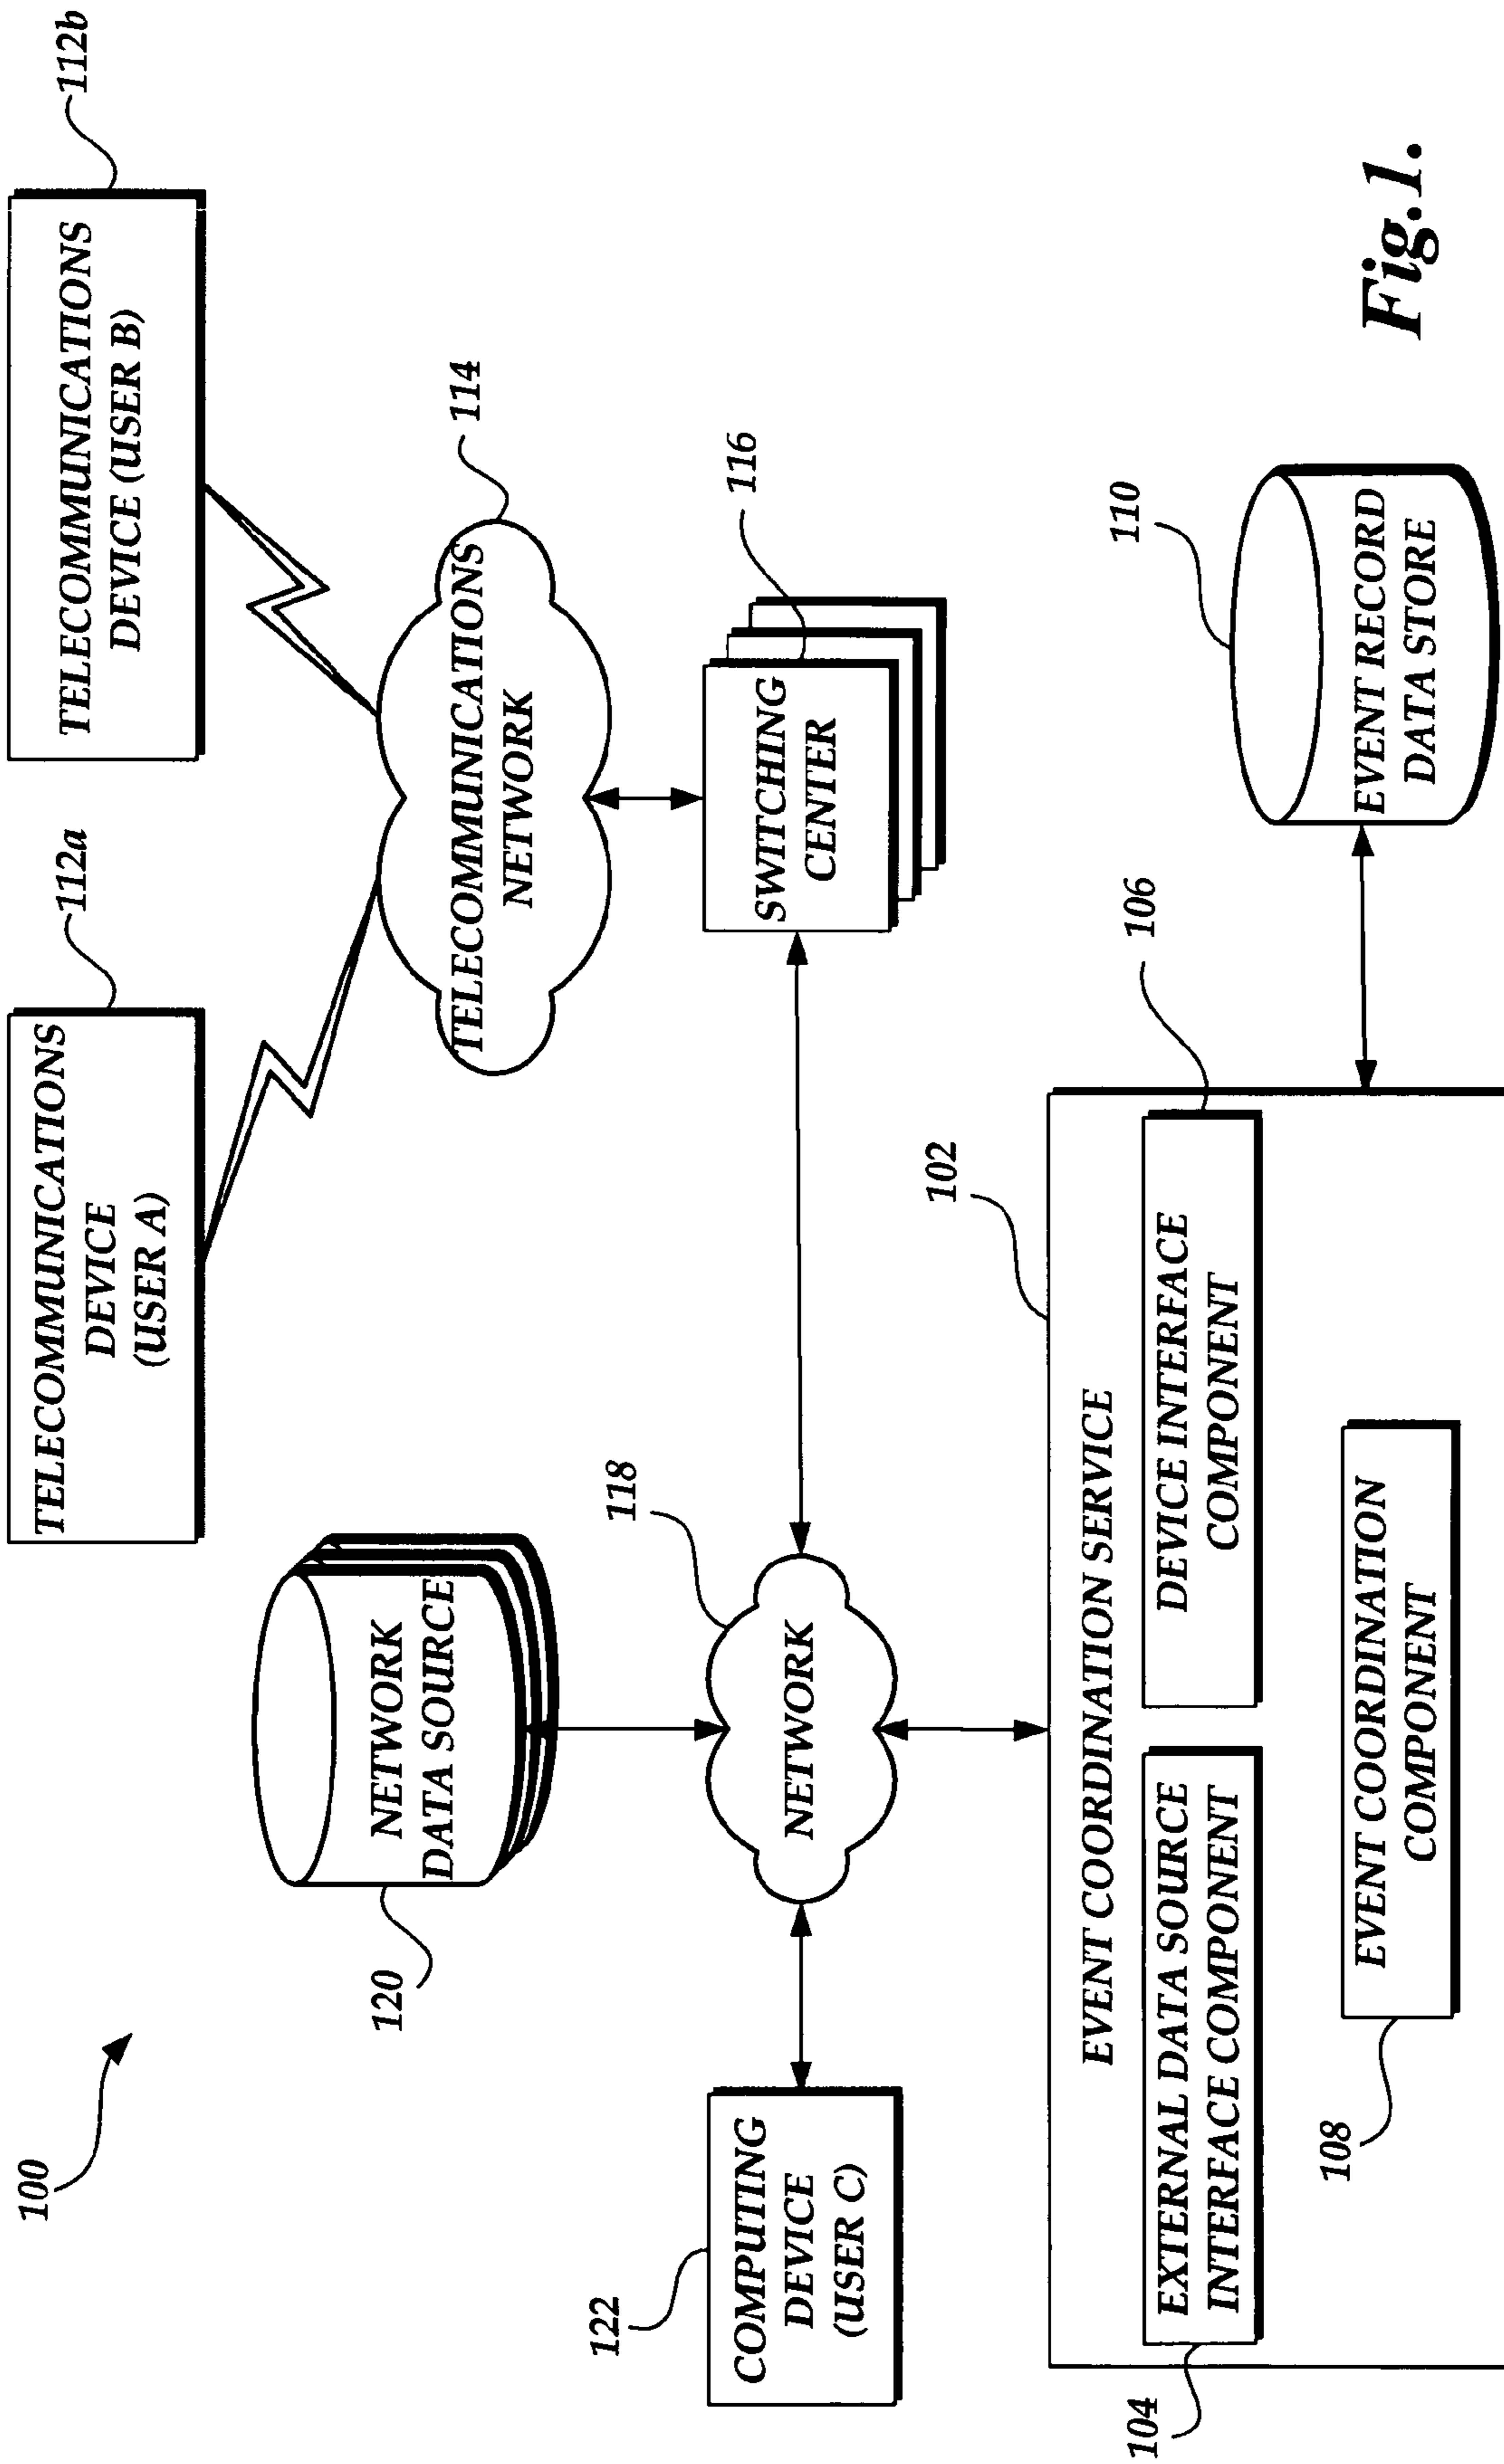 100
TELECOMMUNICATIONS
DEVICE
(USER A)
112a
TELECOMMUNICATIONS
DEVICE (USER B)
112b
120
NETWORK
DATA SOURCE
TELECOMMUNICATIONS
NETWORK
114
122
COMPUTING
DEVICE
(USER C)
118
NETWORK
SWITCHING
CENTER
116
102
EVENT COORDINATION SERVICE
104
EXTERNAL DATA SOURCE
INTERFACE COMPONENT
DEVICE INTERFACE
COMPONENT
106
108
EVENT COORDINATION
COMPONENT
110
EVENT RECORD
DATA STORE
Fig.1.